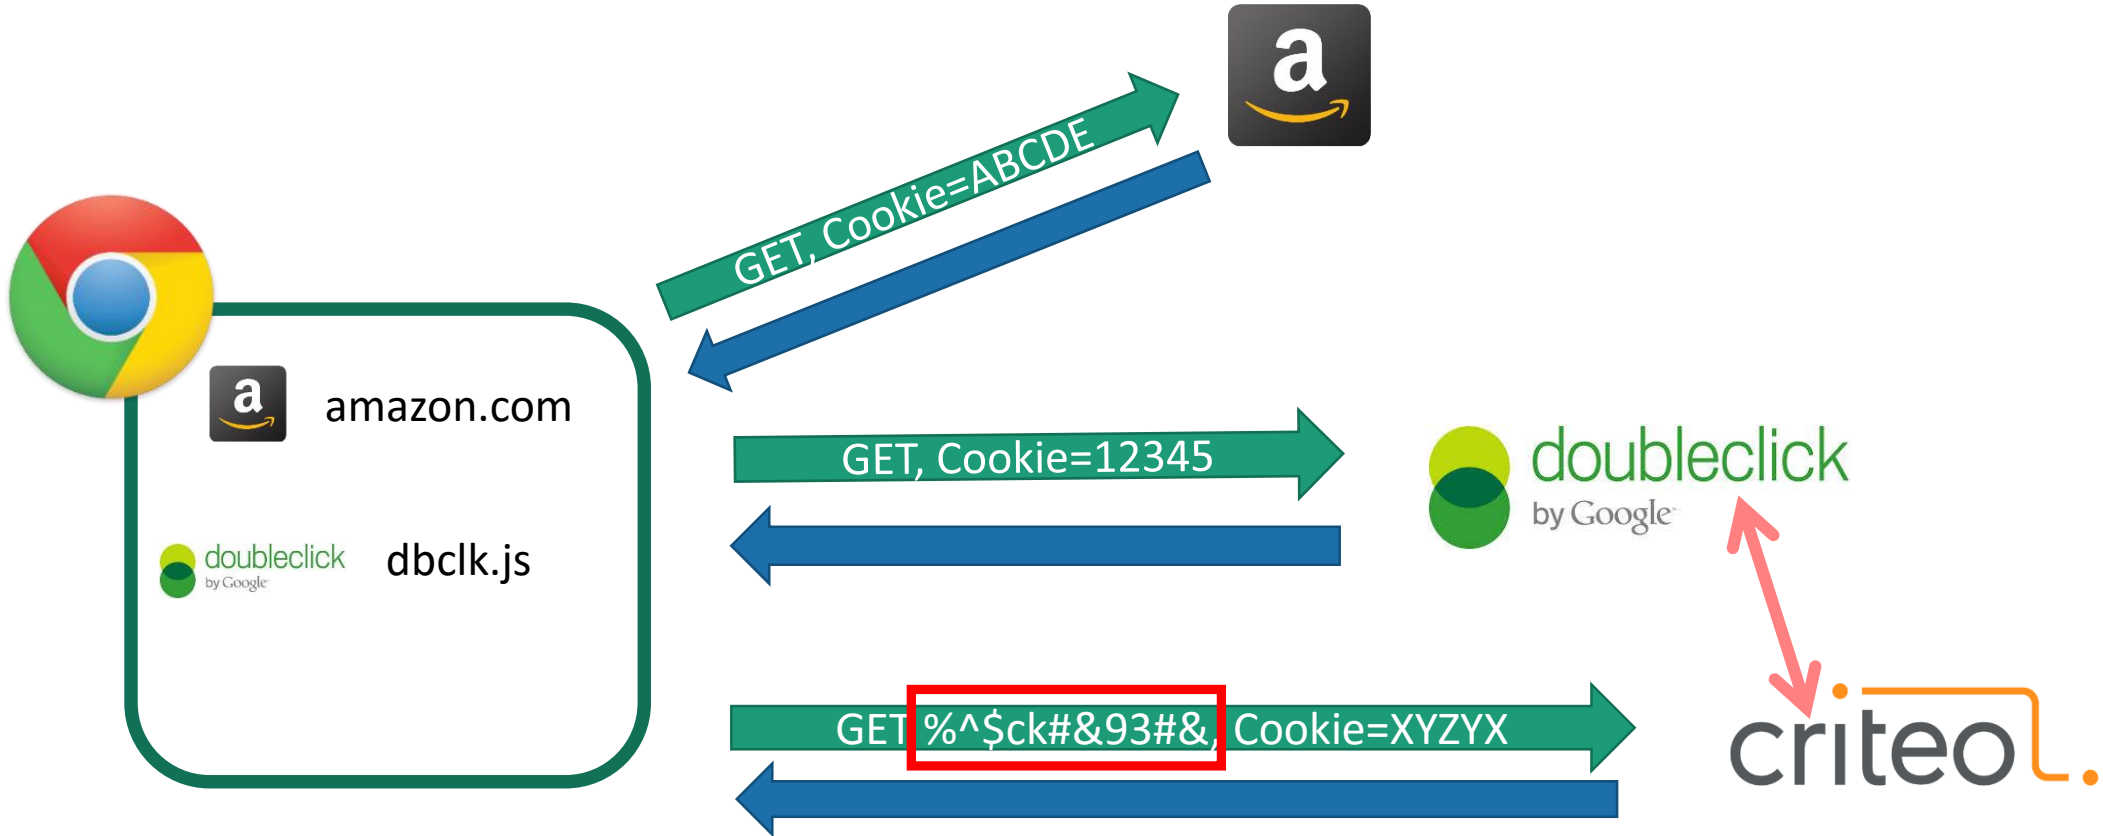 a
GET, Cookie=ABCDE
a
amazon.com
GET, Cookie=12345
doubleclick
by Google
doubleclick
by Google
dbclk.js
GET %^$ck#&93#&, Cookie=XYZYX
criteo